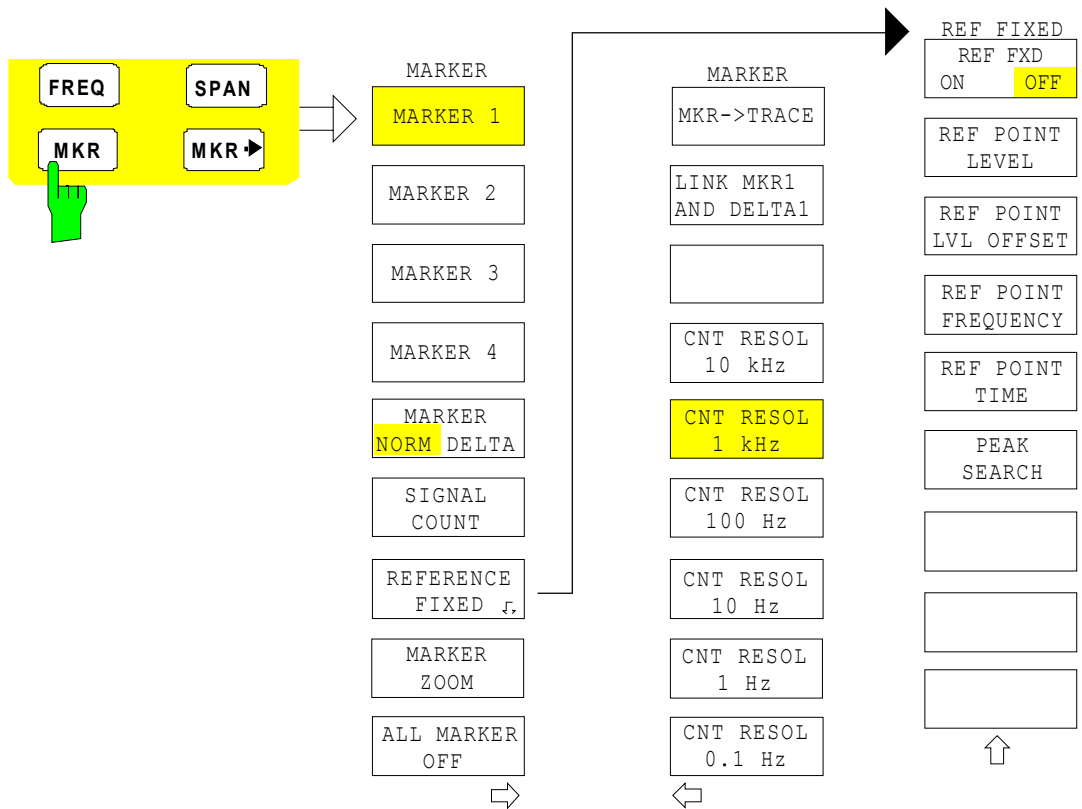 FREQ
SPAN
MKR
MKR
MARKER
MARKER 1
MARKER 2
MARKER 3
MARKER 4
MARKER
NORM DELTA
SIGNAL
COUNT
REFERENCE
FIXED
MARKER
ZOOM
ALL MARKER
OFF
MARKER
MKR->TRACE
LINK MKR1
AND DELTA1
CNT RESOL
10 kHz
CNT RESOL
1 kHz
CNT RESOL
100 Hz
CNT RESOL
10 Hz
CNT RESOL
1 Hz
CNT RESOL
0.1 Hz
REF FIXED
REF FXD
ON OFF
REF POINT
LEVEL
REF POINT
LVL OFFSET
REF POINT
FREQUENCY
REF POINT
TIME
PEAK
SEARCH